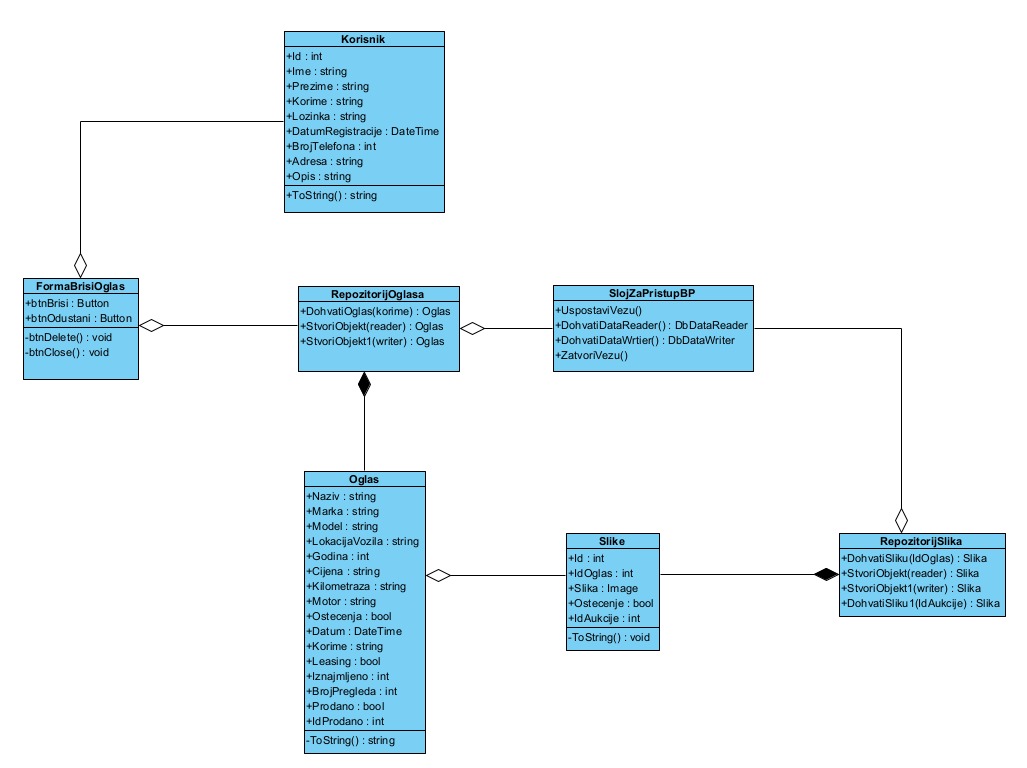 Korisnik
+Id : int
+Ime : string
+Prezime : string
+Korime : string
+Lozinka : string
+DatumRegistracije : DateTime
+BrojTelefona : int
+Adresa : string
+Opis : string
+ToString() : string
FormaBrisiOglas
+btnBrisi : Button
+btnOdustani : Button
-btnDelete() : void
-btnClose() : void
RepozitorijOglasa
+DohvatiOglas(korime) : Oglas
+StvoriObjekt(reader) : Oglas
+StvoriObjekt1(writer) : Oglas
SlojZaPristupBP
+UspostaviVezu()
+DohvatiDataReader() : DbDataReader
+DohvatiDataWrtier() : DbDataWriter
+ZatvoriVezu()
Oglas
+Naziv : string
+Marka : string
+Model : string
+LokacijaVozila : string
+Godina : int
+Cijena : string
+Kilometraza : string
+Motor : string
+Ostecenja : bool
+Datum : DateTime
+Korime : string
+Leasing : bool
+Iznajmljeno : int
+BrojPregleda : int
+Prodano : bool
+IdProdano : int
-ToString() : string
Slike
+Id : int
+IdOglas : int
+Slika : Image
+Ostecenje : bool
+IdAukcije : int
-ToString() : void
RepozitorijSlika
+DohvatiSliku(IdOglas) : Slika
+StvoriObjekt(reader) : Slika
+StvoriObjekt1(writer) : Slika
+DohvatiSliku1(IdAukcije) : Slika